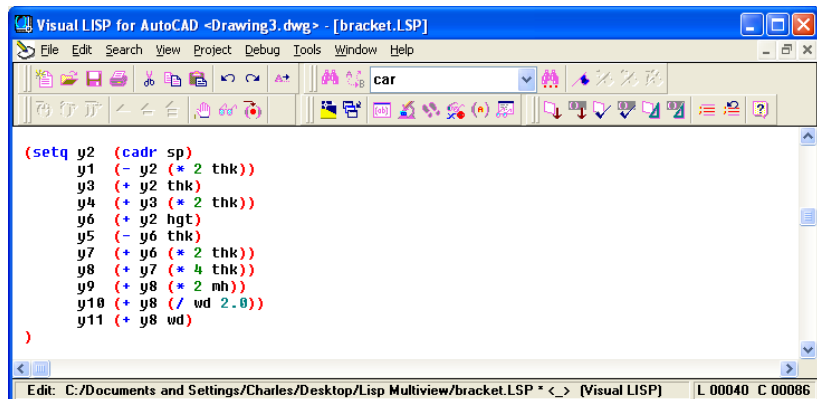 Visual LISP for AutoCAD <Drawing3.dwg> - [bracket.LSP]
File Edit Search View Project Debug Tools Window Help
car
(setq y2 (cadr sp)
y1 (- y2 (* 2 thk))
y3 (+ y2 thk)
y4 (+ y3 (* 2 thk))
y6 (+ y2 hgt)
y5 (- y6 thk)
y7 (+ y6 (* 2 thk))
y8 (+ y7 (* 4 thk))
y9 (+ y8 (* 2 mh))
y10 (+ y8 (/ wd 2.0))
y11 (+ y8 wd)
)
Edit: C:/Documents and Settings/Charles/Desktop/Lisp Multiview/bracket.LSP * <_> (Visual LISP) L 00040 C 00086